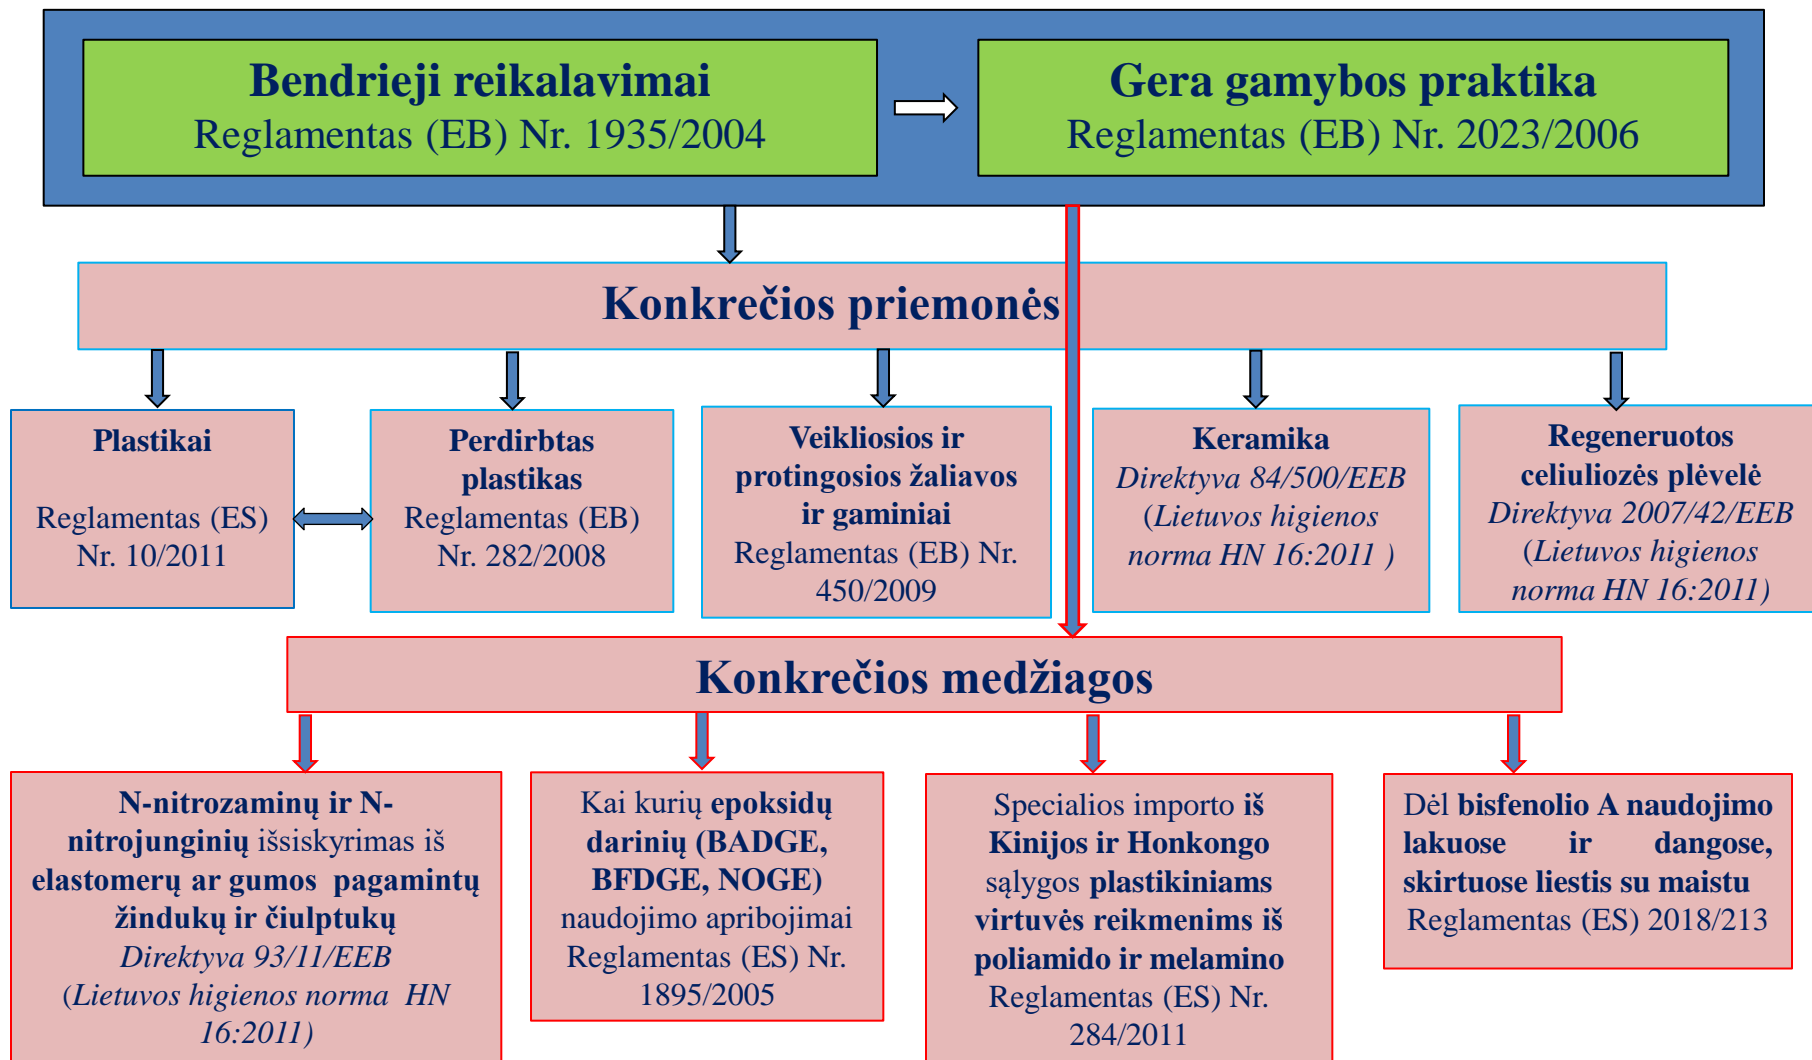 Bendrieji reikalavimai
Reglamentas (EB) Nr. 1935/2004
Gera gamybos praktika
Reglamentas (EB) Nr. 2023/2006
Konkrečios priemonės
Plastikai
Reglamentas (ES)
Nr. 10/2011
Perdirbtas
plastikas
Reglamentas (EB)
Nr. 282/2008
Veikliosios ir
protingosios žaliavos
ir gaminiai
Reglamentas (EB) Nr.
450/2009
Keramika
Direktyva 84/500/EEB
(Lietuvos higienos
norma HN 16:2011 )
Regeneruotos
celiuliozės plėvelė
Direktyva 2007/42/EEB
(Lietuvos higienos
norma HN 16:2011)
Konkrečios medžiagos
N-nitrozaminų ir N-
nitrojunginių išsiskyrimas iš
elastomerų ar gumos pagamintų
žindukų ir čiulptukų
Direktyva 93/11/EEB
(Lietuvos higienos norma HN
16:2011)
Kai kurių epoksidų
darinių (BADGE,
BFDGE, NOGE)
naudojimo apribojimai
Reglamentas (ES) Nr.
1895/2005
Specialios importo iš
Kinijos ir Honkongo
sąlygos plastikiniams
virtuvės reikmenims iš
poliamido ir melamino
Reglamentas (ES) Nr.
284/2011
Dėl bisfenolio A naudojimo
lakuose ir dangose,
skirtuose liestis su maistu
Reglamentas (ES) 2018/213